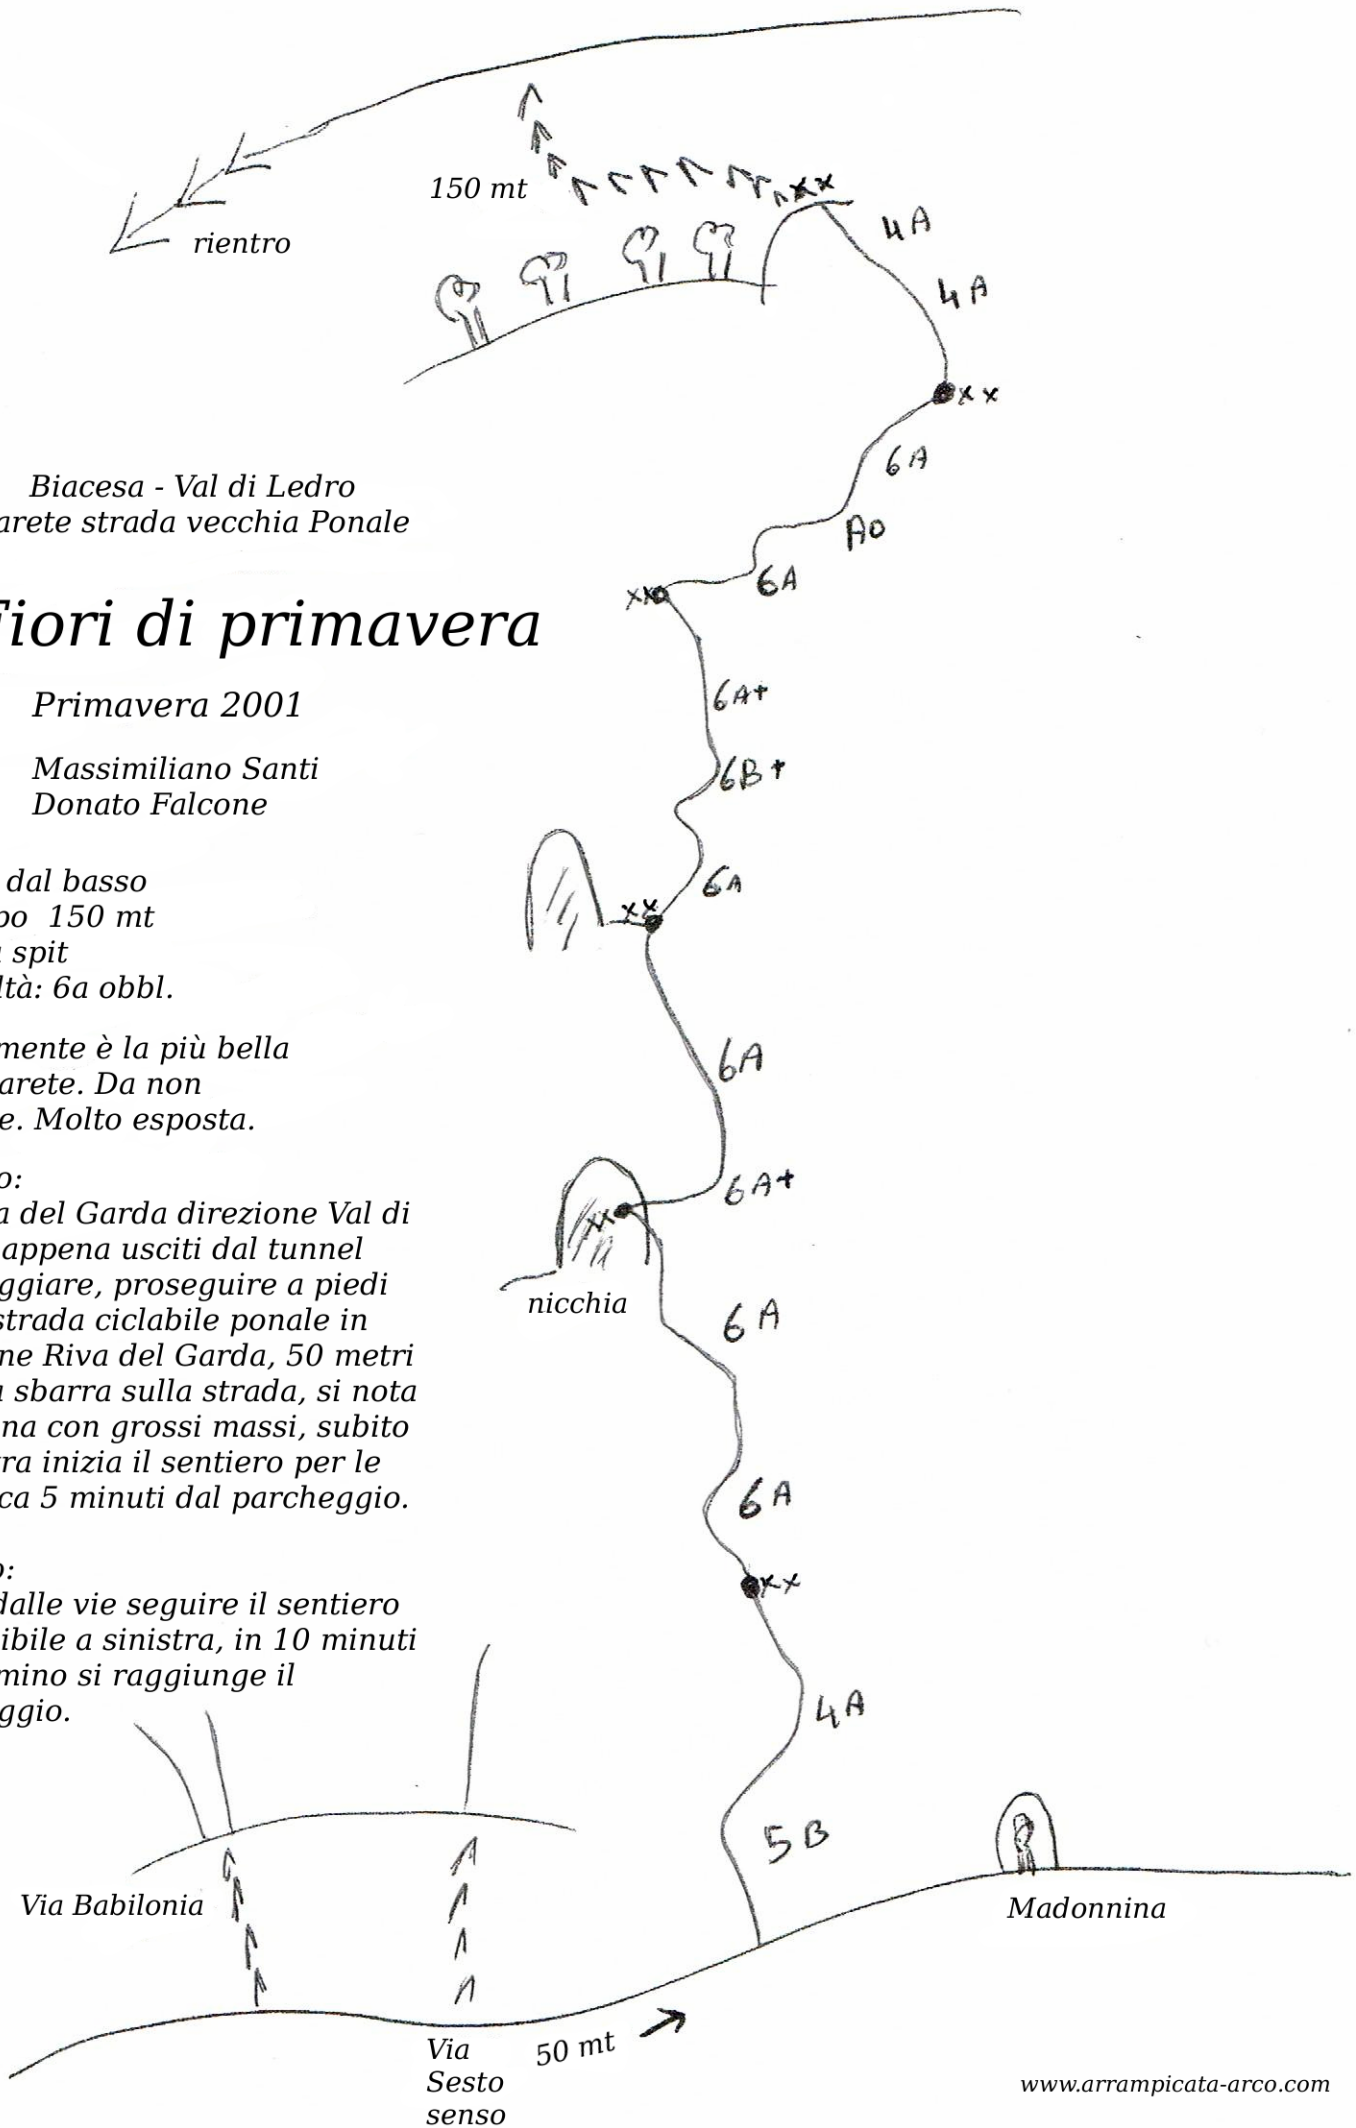 150 mt
rientro
4A
4A
xx
6A
A0
6A
6A+
6B+
6A
xx
6A
6A+
xx
nicchia
6A
6A
xx
4A
5B
Biacesa - Val di Ledro
arete strada vecchia Ponale
Fiori di primavera
Primavera 2001
Massimiliano Santi
Donato Falcone
dal basso
po 150 mt
spit
ltà: 6a obbl.
mente è la più bella
arete. Da non
e. Molto esposta.
o:
a del Garda direzione Val di
appena usciti dal tunnel
ggiare, proseguire a piedi
strada ciclabile ponale in
ne Riva del Garda, 50 metri
a sbarra sulla strada, si nota
na con grossi massi, subito
ra inizia il sentiero per le
ca 5 minuti dal parcheggio.
o:
dalle vie seguire il sentiero
ibile a sinistra, in 10 minuti
mino si raggiunge il
ggio.
Via Babilonia
Madonnina
Via
Sesto
senso
50 mt
www.arrampicata-arco.com